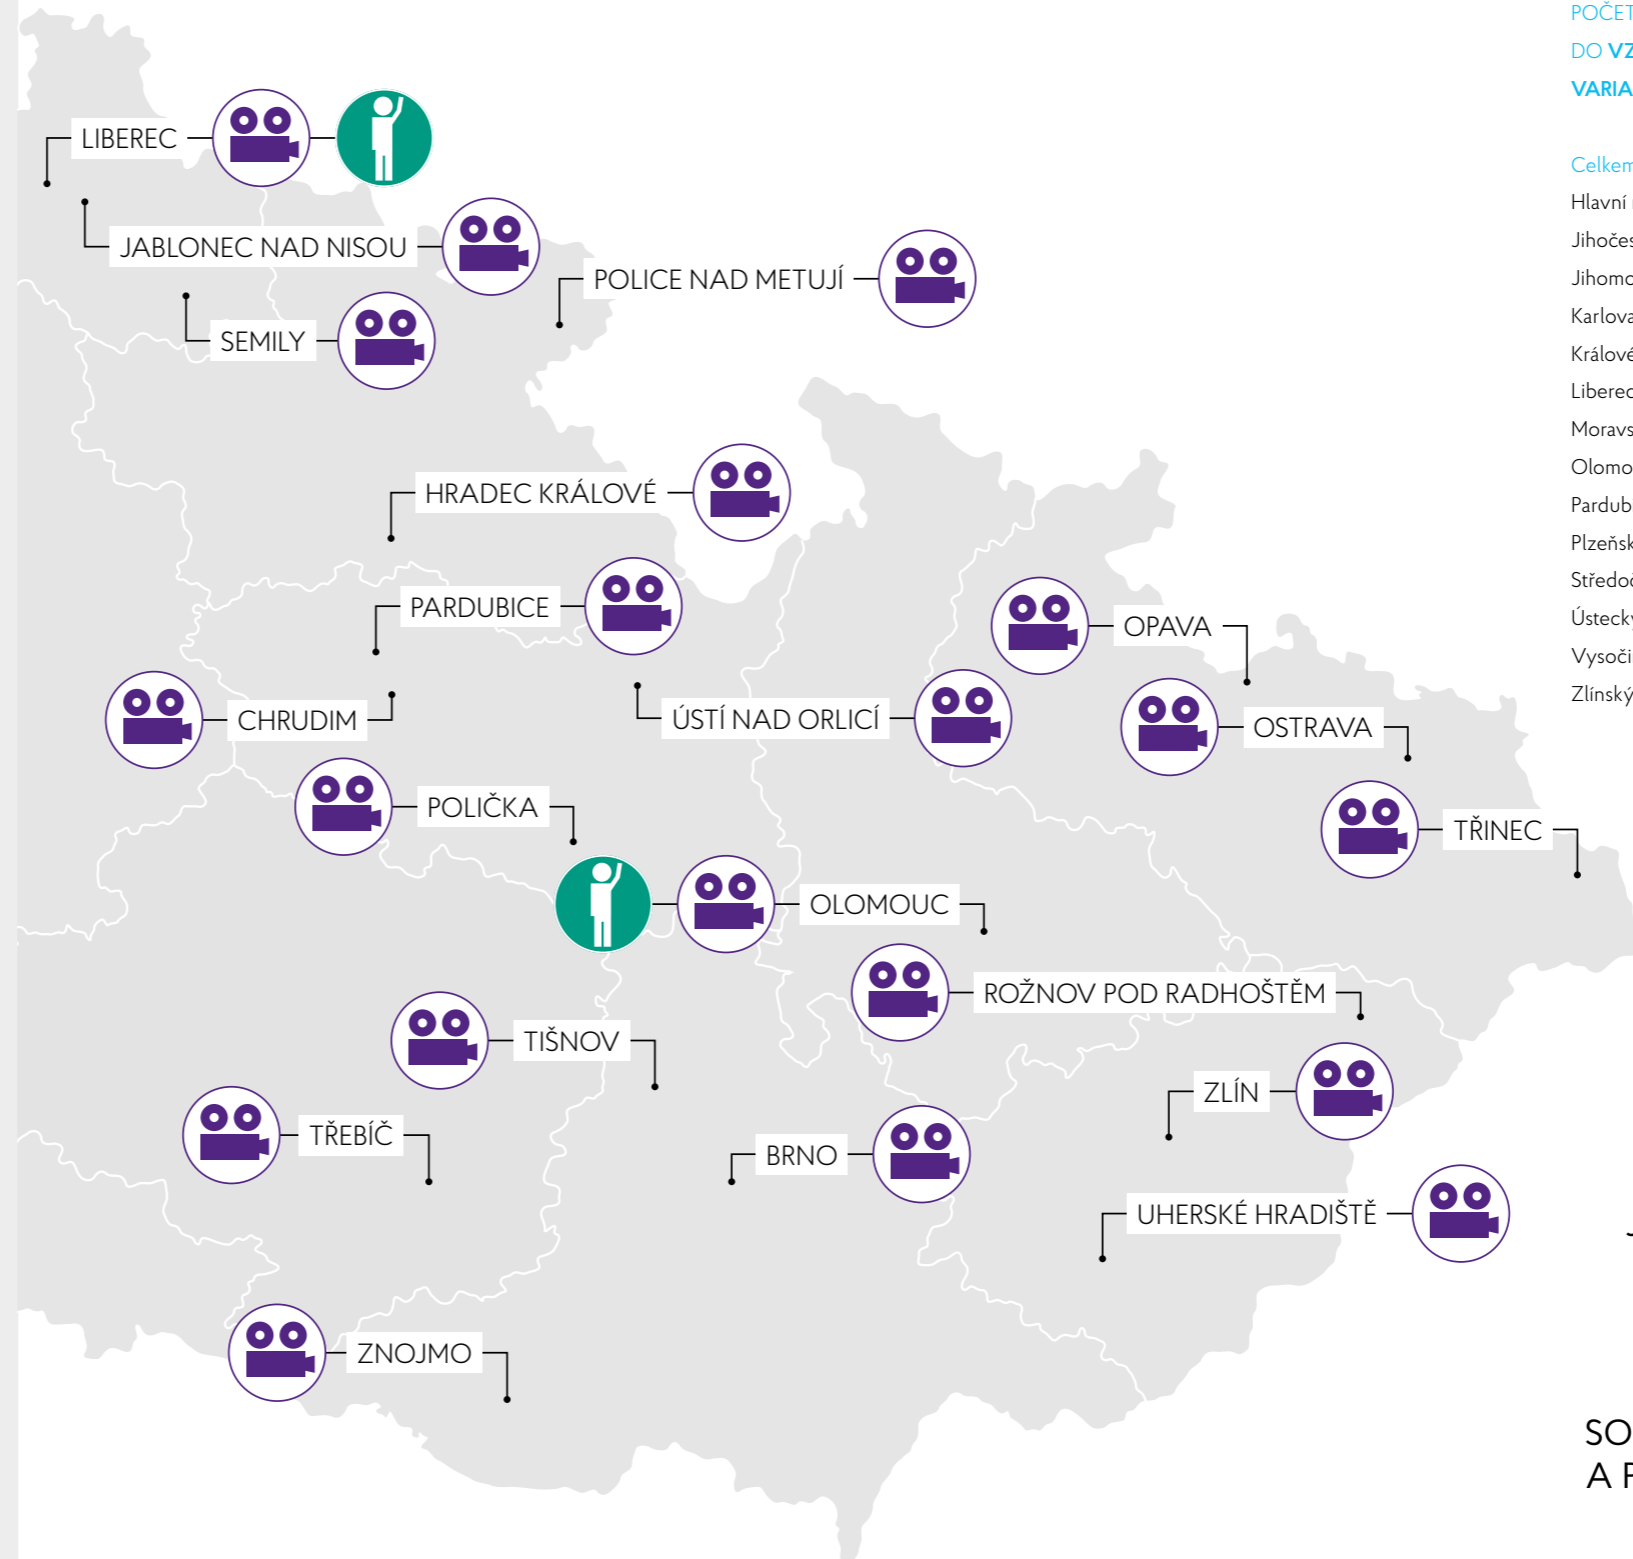 LIBEREC
JABLONEC NAD NISOU
POLICE NAD METUJÍ
SEMILY
HRADEC KRÁLOVÉ
PARDUBICE
OPAVA
CHRUDIM
ÚSTÍ NAD ORLICÍ
OSTRAVA
POLIČKA
TŘINEC
OLOMOUC
ROŽNOV POD RADHOŠTĚM
TIŠNOV
ZLÍN
TŘEBÍČ
BRNO
UHERSKÉ HRADIŠTĚ
ZNOJMO
POČET
DO VZ
VARIA
Celkem
Hlavní
Jihočes
Jihomo
Karlova
Králové
Liberec
Moravs
Olomo
Pardub
Plzeňsk
Středoč
Ústecký
Vysoči
Zlínský
SO
A